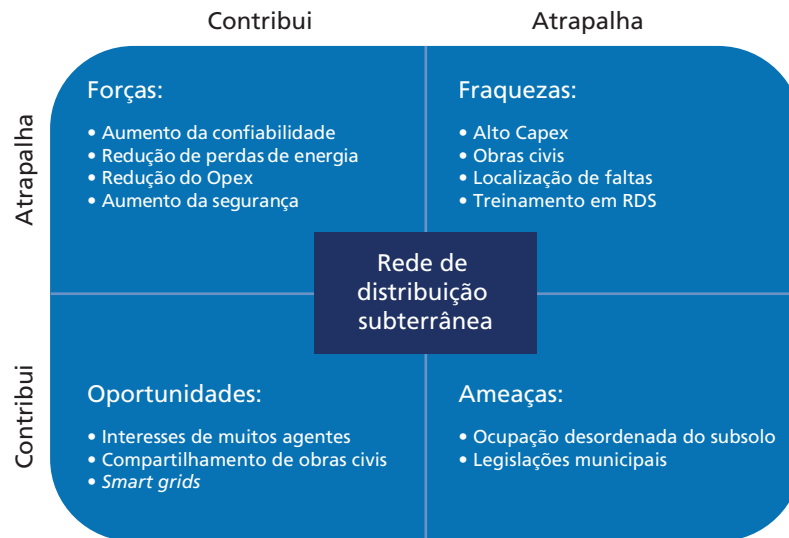 Contribui
Atrapalha
Atrapalha
Forças:
• Aumento da confiabilidade
• Redução de perdas de energia
• Redução do Opex
• Aumento da segurança
Fraquezas:
• Alto Capex
• Obras civis
• Localização de faltas
• Treinamento em RDS
Rede de
distribuição
subterrânea
Contribui
Oportunidades:
• Interesses de muitos agentes
• Compartilhamento de obras civis
• Smart grids
Ameaças:
• Ocupação desordenada do subsolo
• Legislações municipais